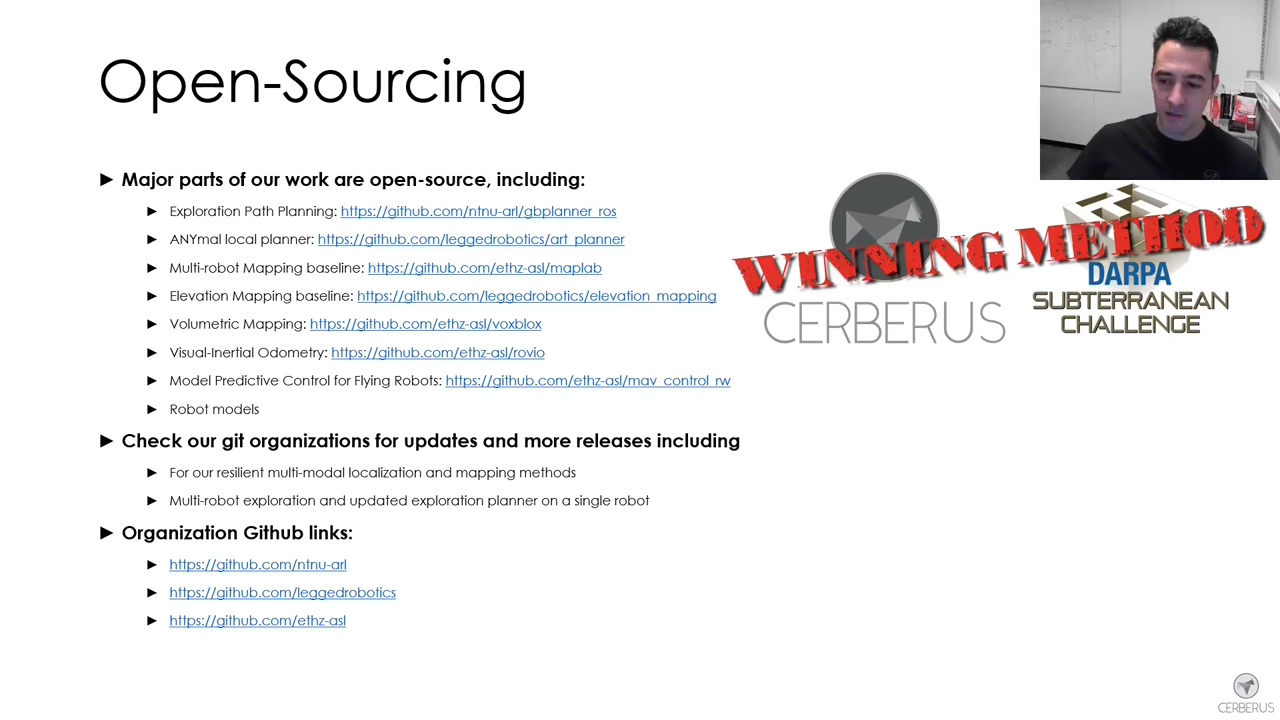 Open-Sourcing
► Major parts of our work are open-source, including:
► Exploration Path Planning: https://github.com/ntnu-arl/gbplanner_ros
► ANYmal local planner: https://github.com/leggedrobotics/art_planner
► Multi-robot Mapping baseline: https://github.com/ethz-asl/maplab
► Elevation Mapping baseline: https://github.com/leggedrobotics/elevation_mapping
► Volumetric Mapping: https://github.com/ethz-asl/voxblox
► Visual-Inertial Odometry: https://github.com/ethz-asl/rovio
► Model Predictive Control for Flying Robots: https://github.com/ethz-asl/mav_control_rw
► Robot models
► Check our git organizations for updates and more releases including
► For our resilient multi-modal localization and mapping methods
► Multi-robot exploration and updated exploration planner on a single robot
► Organization Github links:
► https://github.com/ntnu-arl
► https://github.com/leggedrobotics
► https://github.com/ethz-asl
WINNING METHOD
CERBERUS
DARPA
SUBTERRANEAN
CHALLENGE
CERBERUS